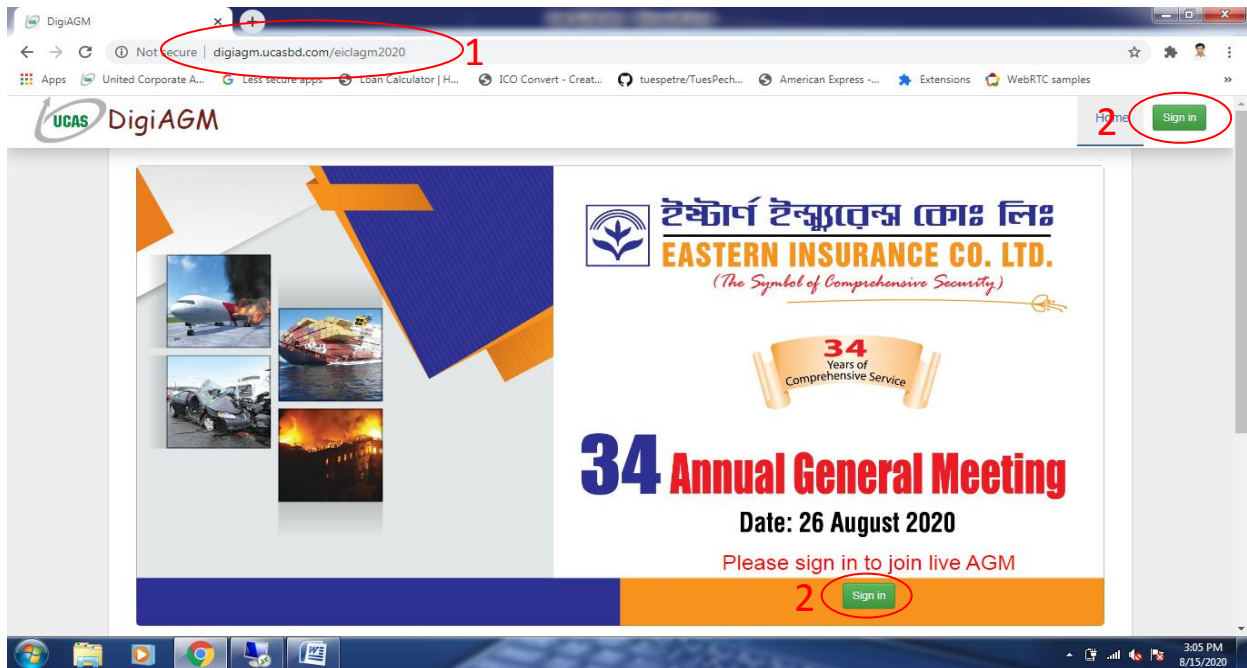 DigiAGM
Not secure | digiagm.ucasbd.com/eiclagm2020
1
Apps United Corporate A... Less secure apps Loan Calculator | H... ICO Convert - Creat... tuespetre/TuesPech... American Express -... Extensions WebRTC samples »
UCAS DigiAGM
Home
2
Sign in
ইষ্টার্ণ ইন্স্যুরেন্স কোঃ লিঃ
EASTERN INSURANCE CO. LTD.
(The Symbol of Comprehensive Security)
34
Years of
Comprehensive Service
34 Annual General Meeting
Date: 26 August 2020
Please sign in to join live AGM
2
Sign in
3:05 PM
8/15/2020